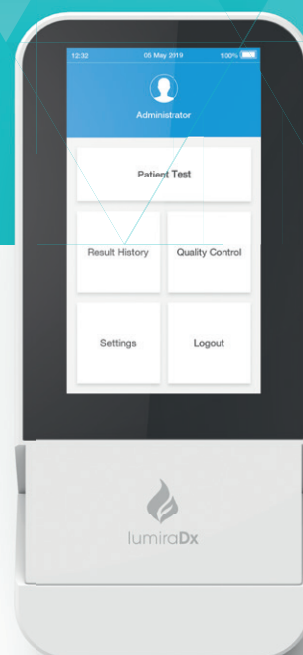 12:32 05 May 2019 100%
Administrator
Patient Test
Result History Quality Control
Settings Logout
lumiraDx